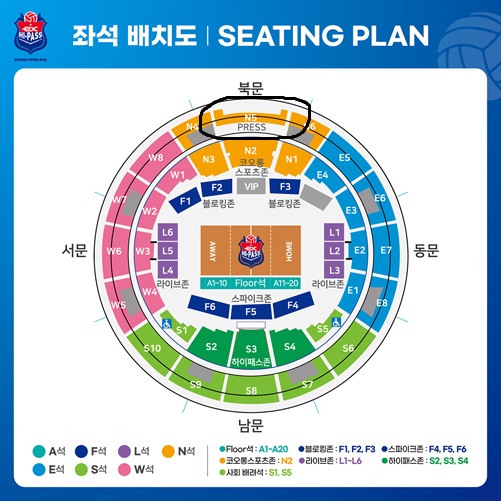 HI-PASS
좌석 배치도 | SEATING PLAN
북문
N4 N5 N6
PRESS
W8 N3 N2 N1 E5
코오롱
스포츠존
W1 E4
W7 F2 VIP F3 E6
F1 블로킹존 블로킹존
W2 E3
L6 L1
서문 W6 W3 L5 AWAY HI-PASS HOME L2 E2 E7 동문
L4 L3
라이브존 A1-10 Floor석 A11-20 라이브존
W4 E1
W5 스파이크존 E8
F6 F5 F4
S1 S5
S2 S3 S4
510 하이패스존 S6
S9 S8 S7
남문
A석 F석 L석 N석
E석 S석 W석
Floor석 : A1-A20 블로킹존 : F1, F2, F3 스파이크존 : F4, F5, F6
코오롱스포츠존 : N2 라이브존 : L1~L6 하이패스존 : S2, S3, S4
사회 배려석 : S1, S5